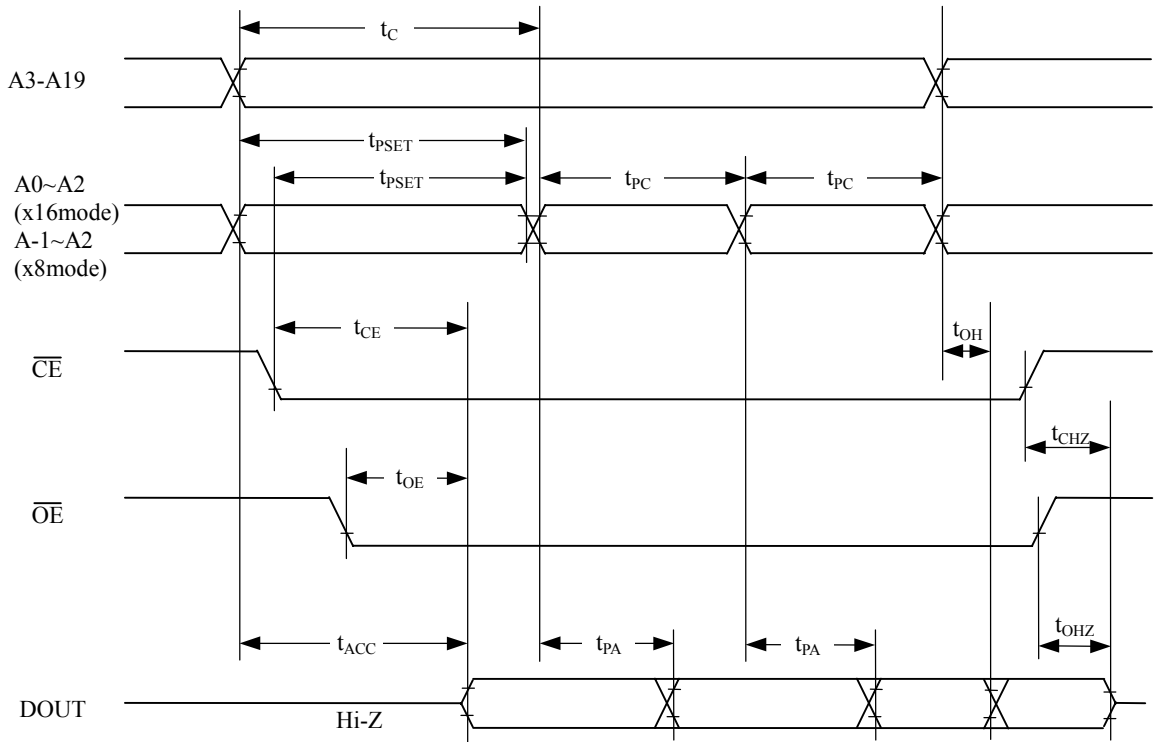 tC
A3-A19
tPSET
tPSET
tPC
tPC
A0~A2
(x16mode)
A-1~A2
(x8mode)
tCE
tOH
CE
tCHZ
tOE
OE
tACC
tPA
tPA
tOHZ
DOUT
Hi-Z